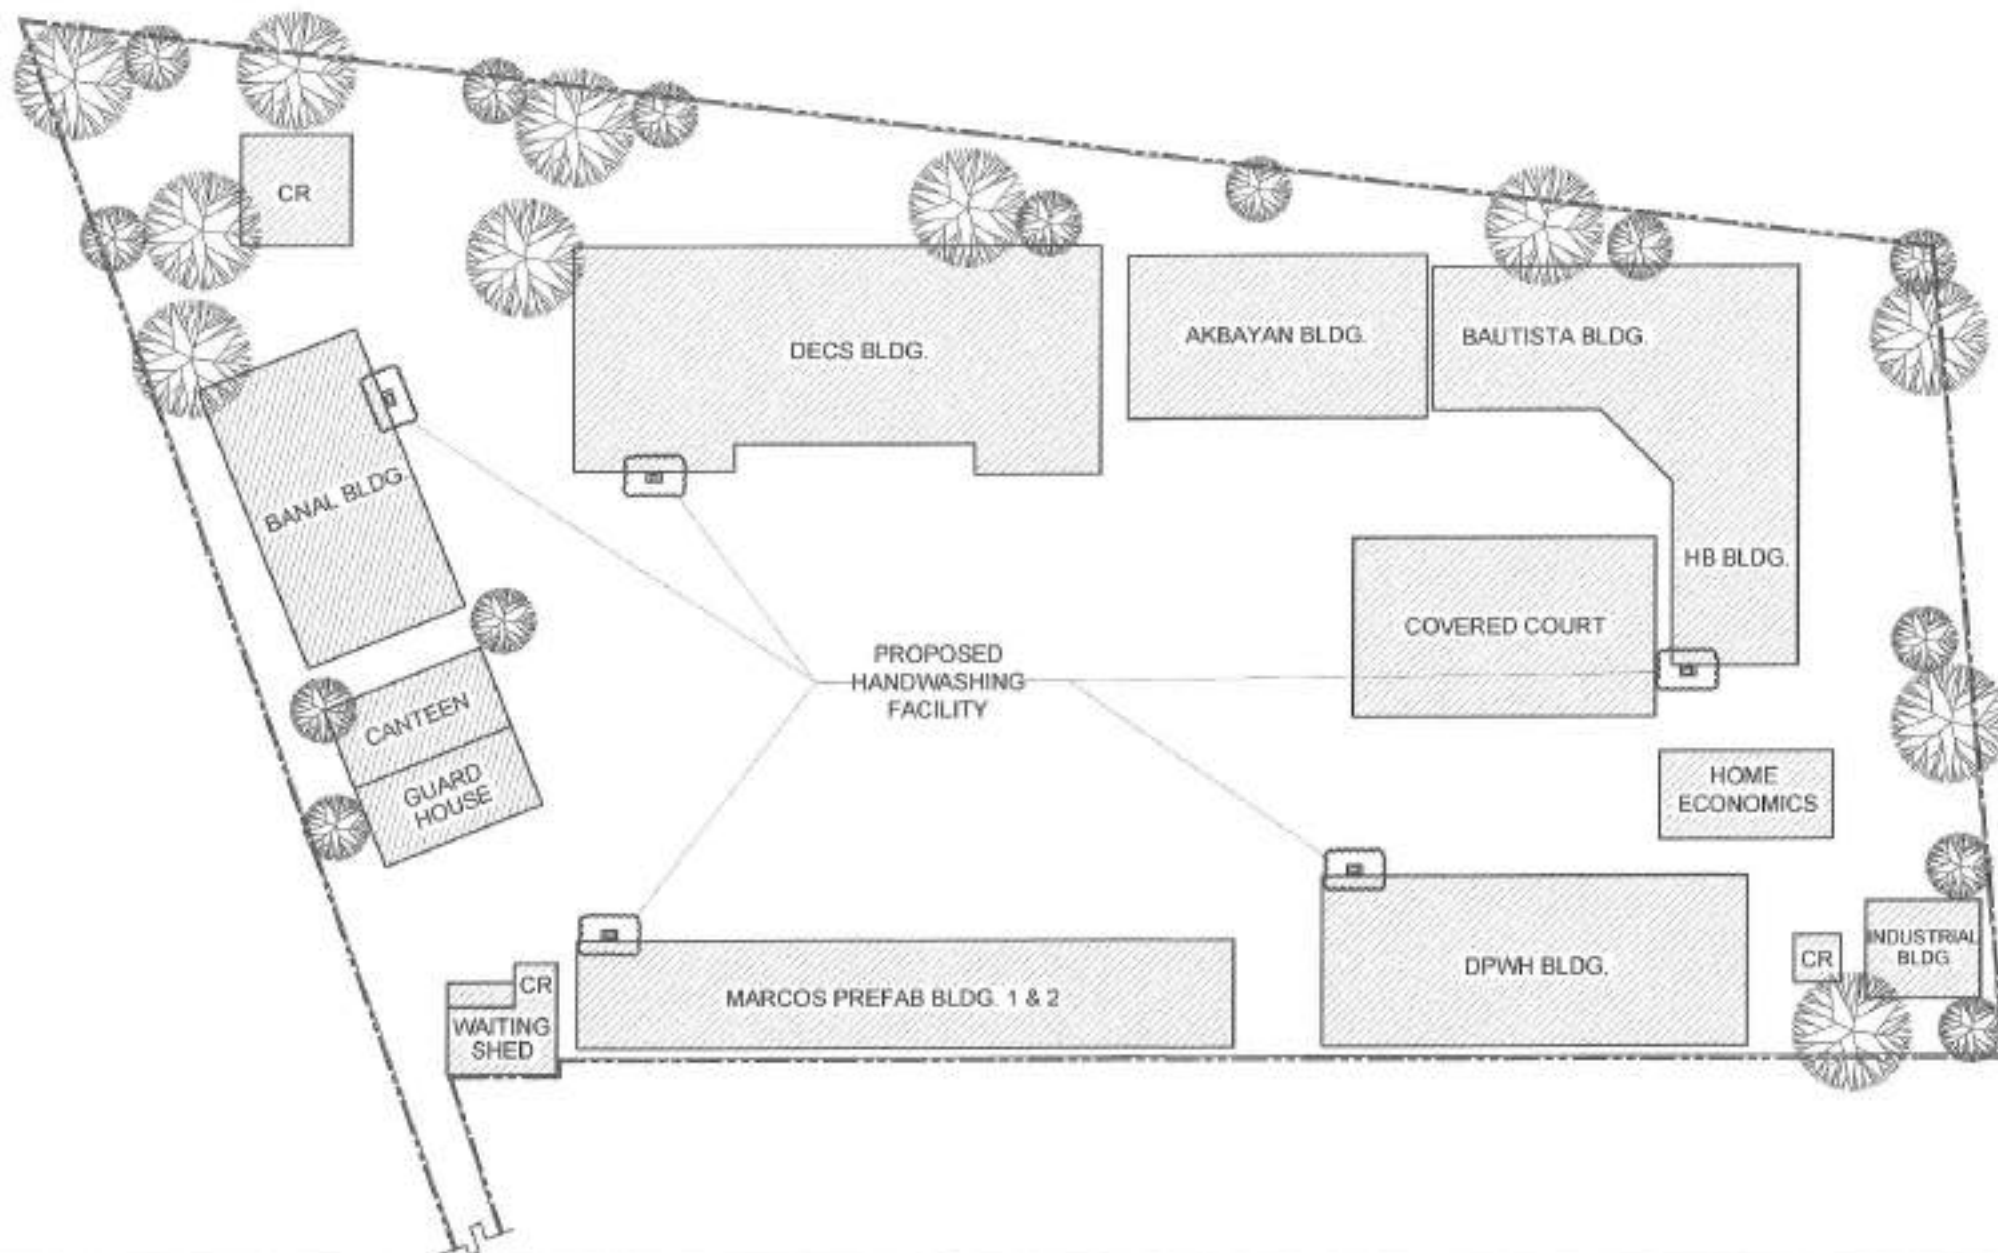 CR
DECS BLDG.
AKBAYAN BLDG.
BAUTISTA BLDG.
BANAL BLDG.
HB BLDG.
COVERED COURT
PROPOSED
HANDWASHING
FACILITY
CANTEEN
GUARD
HOUSE
HOME
ECONOMICS
CR
WAITING
SHED
MARCOS PREFAB BLDG. 1 & 2
DPWH BLDG.
CR
INDUSTRIAL
BLDG